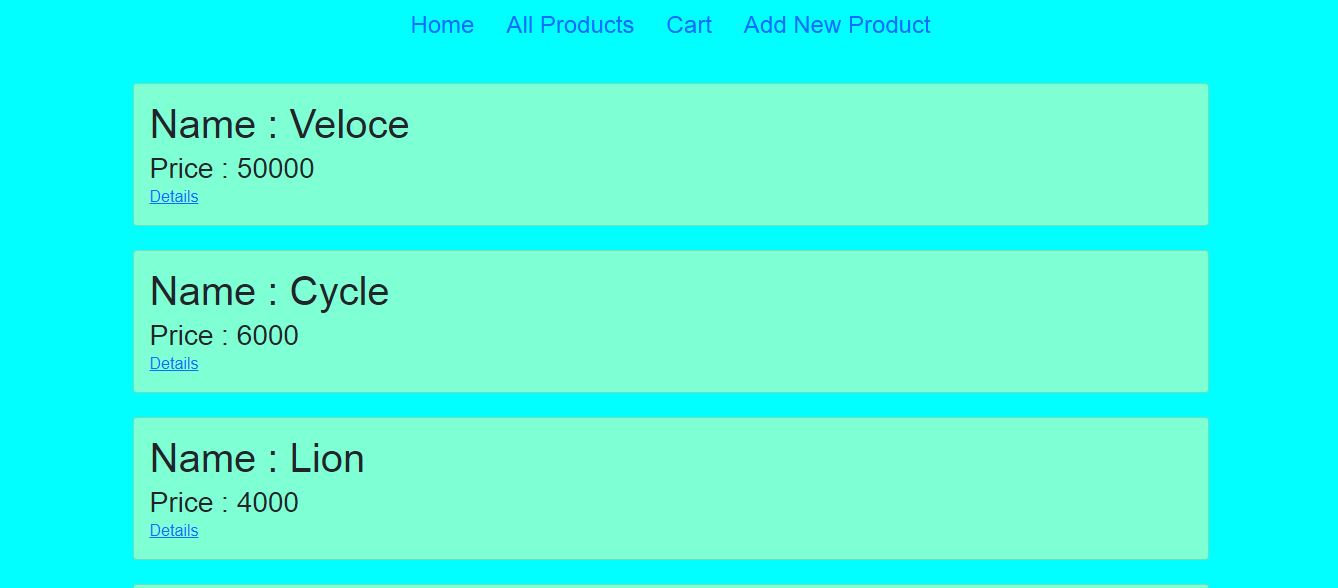 Home All Products Cart Add New Product
Name : Veloce
Price : 50000
Details
Name : Cycle
Price : 6000
Details
Name : Lion
Price : 4000
Details